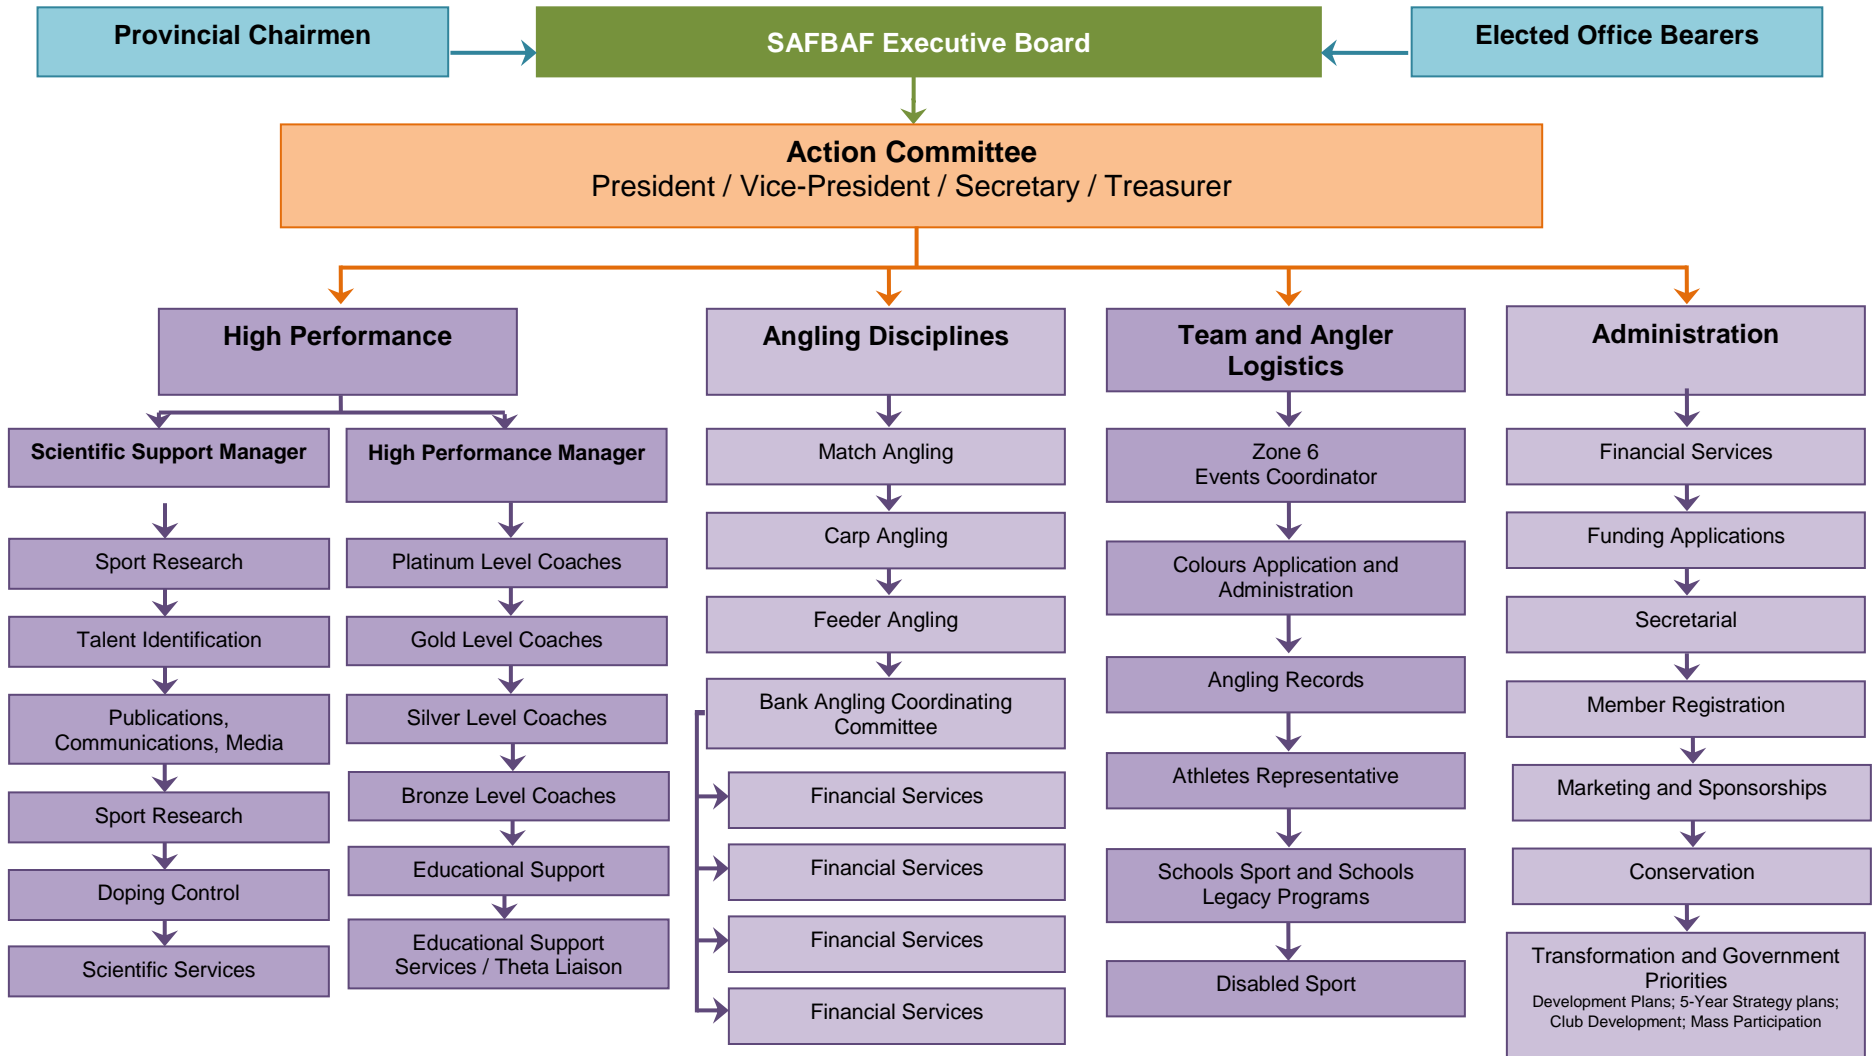 Provincial Chairmen
SAFBAF Executive Board
Elected Office Bearers
Action Committee
President / Vice-President / Secretary / Treasurer
High Performance
Scientific Support Manager
Sport Research
Talent Identification
Publications,
Communications, Media
Sport Research
Doping Control
Scientific Services
High Performance Manager
Platinum Level Coaches
Gold Level Coaches
Silver Level Coaches
Bronze Level Coaches
Educational Support
Educational Support
Services / Theta Liaison
Angling Disciplines
Match Angling
Carp Angling
Feeder Angling
Bank Angling Coordinating
Committee
Financial Services
Financial Services
Financial Services
Financial Services
Team and Angler
Logistics
Zone 6
Events Coordinator
Colours Application and
Administration
Angling Records
Athletes Representative
Schools Sport and Schools
Legacy Programs
Disabled Sport
Administration
Financial Services
Funding Applications
Secretarial
Member Registration
Marketing and Sponsorships
Conservation
Transformation and Government
Priorities
Development Plans; 5-Year Strategy plans;
Club Development; Mass Participation